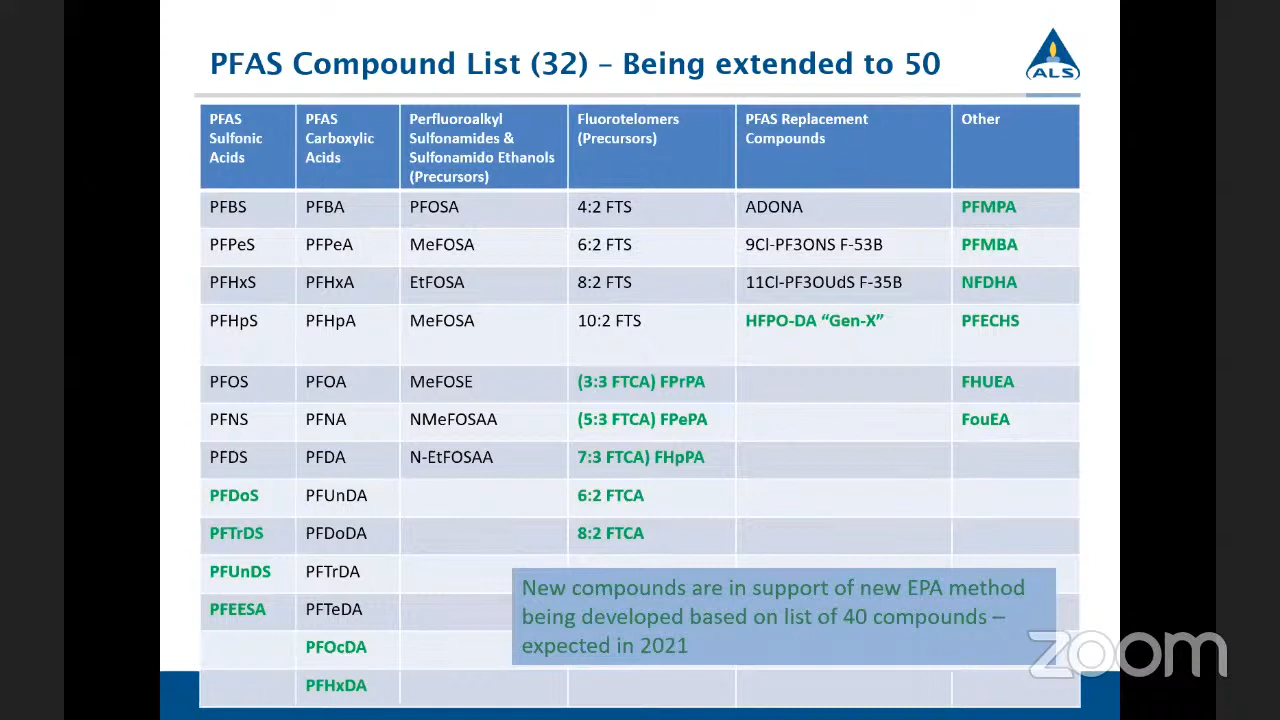 PFAS Compound List (32) – Being extended to 50
ALS
PFAS Sulfonic Acids
PFAS Carboxylic Acids
Perfluoroalkyl Sulfonamides & Sulfonamido Ethanols (Precursors)
Fluorotelomers (Precursors)
PFAS Replacement Compounds
Other
PFBS PFBA PFOSA 4:2 FTS ADONA PFMPA
PFPeS PFPeA MeFOSA 6:2 FTS 9Cl-PF3ONS F-53B PFMBA
PFHxS PFHxA EtFOSA 8:2 FTS 11Cl-PF3OUdS F-35B NFDHA
PFHpS PFHpA MeFOSA 10:2 FTS HFPO-DA “Gen-X” PFECHS
PFOS PFOA MeFOSE (3:3 FTCA) FPrPA FHUEA
PFNS PFNA NMeFOSAA (5:3 FTCA) FPePA FouEA
PFDS PFDA N-EtFOSAA 7:3 FTCA) FHpPA
PFDoS PFUnDA 6:2 FTCA
PFTrDS PFDoDA 8:2 FTCA
PFUnDS PFTrDA
PFEESA PFTeDA
PFOcDA
PFHxDA
New compounds are in support of new EPA method
being developed based on list of 40 compounds –
expected in 2021
zoom